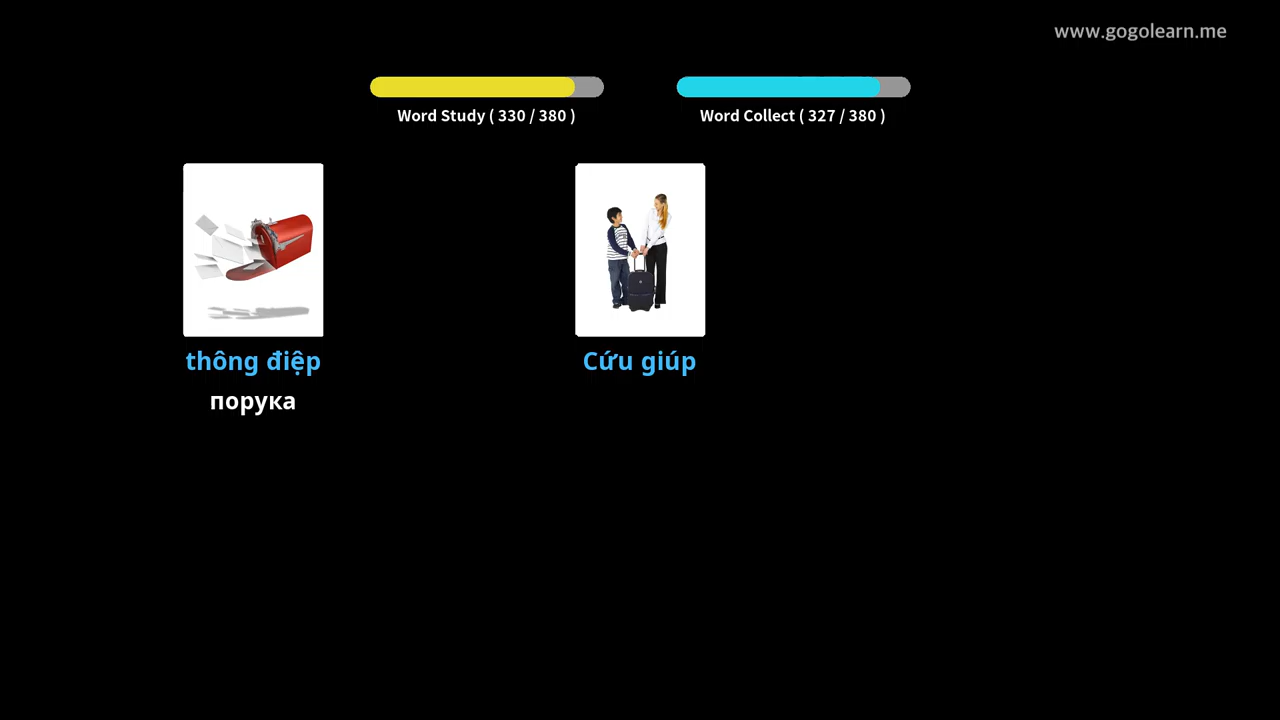 www.gogolearn.me
Word Study ( 330 / 380 )
Word Collect ( 327 / 380 )
thông điệp
Cứu giúp
порука